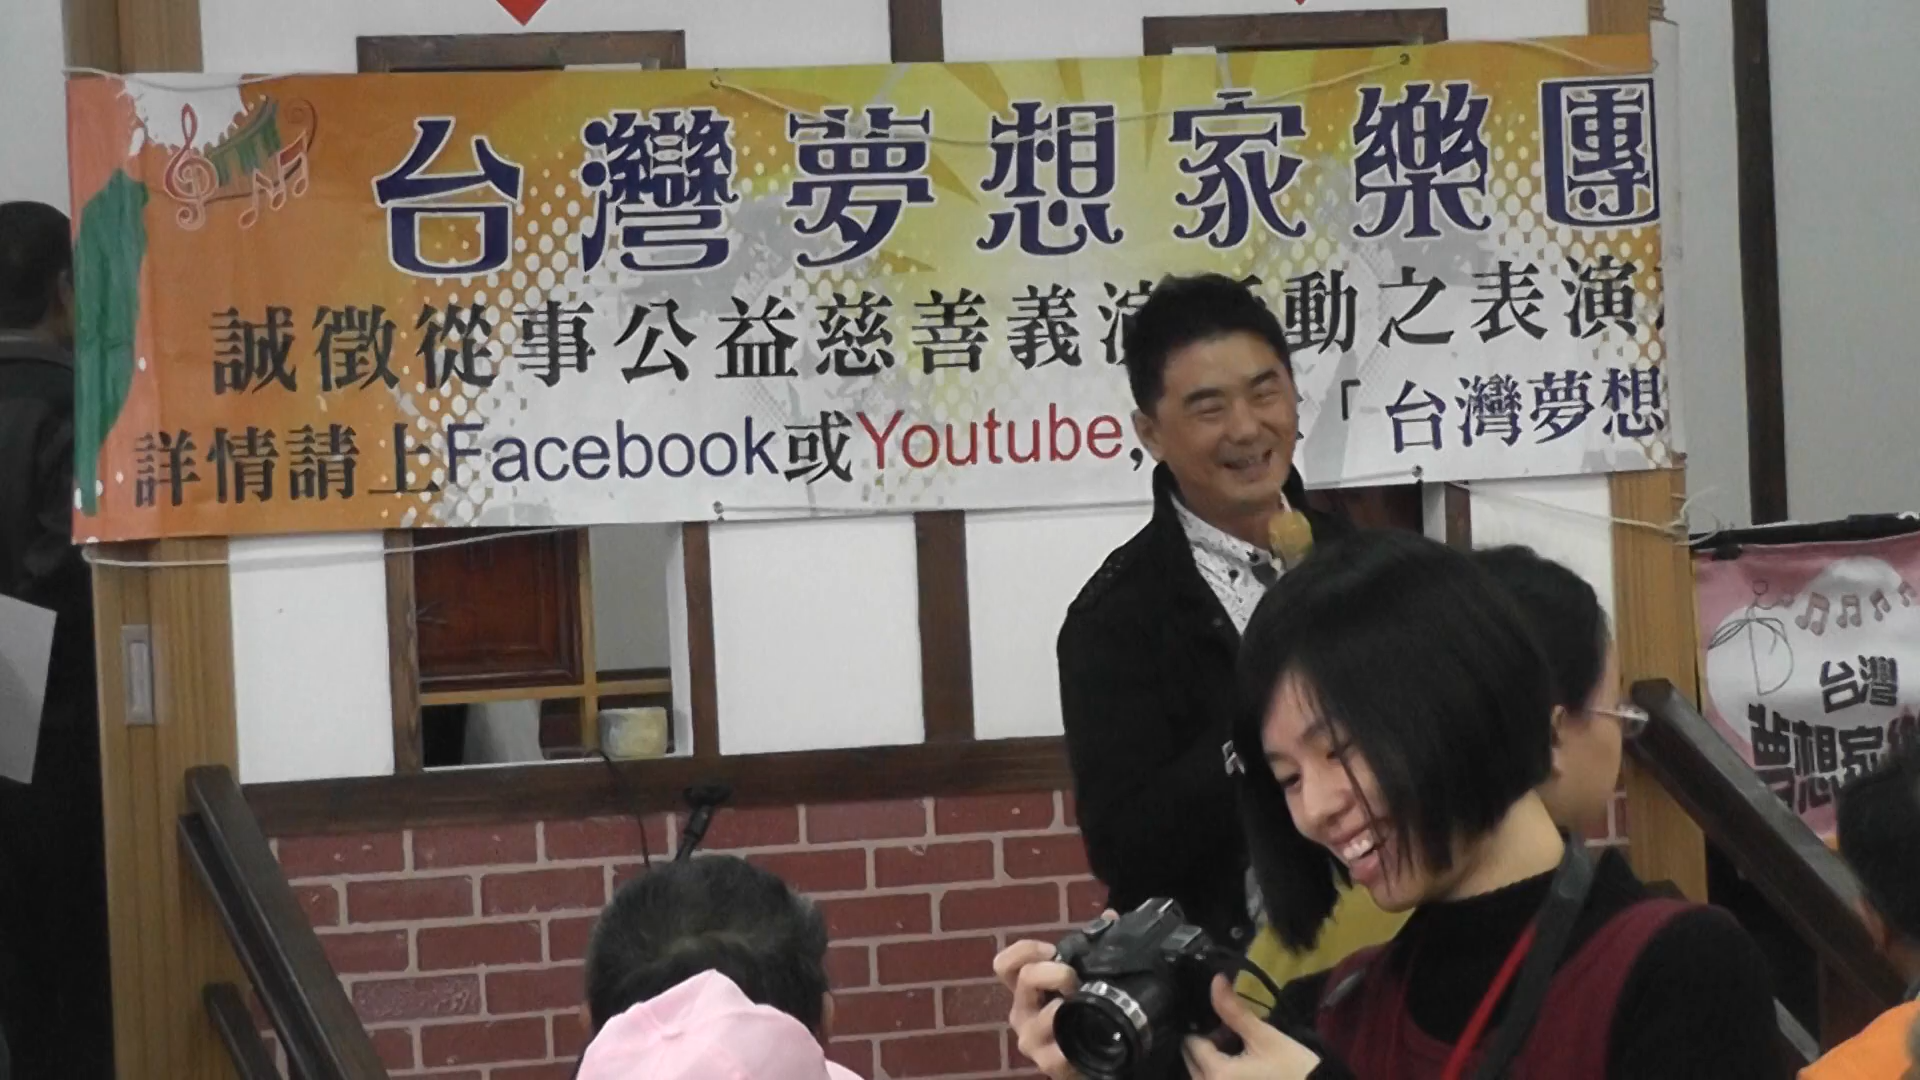 台灣夢想家樂團
誠徵從事公益慈善義演活動之表演
詳情請上Facebook或Youtube, 「台灣夢想
台灣
夢想家樂